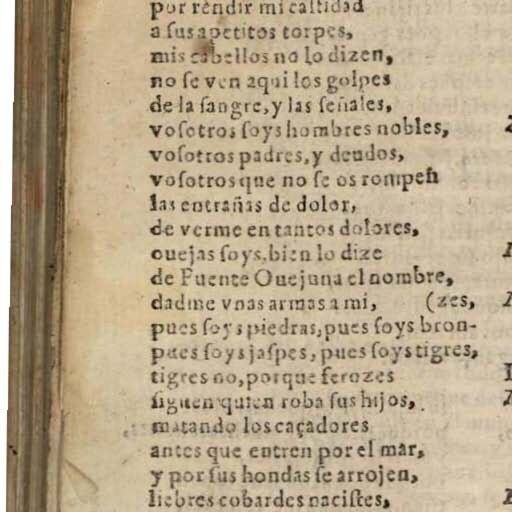 por rendir mi castidad
a ſus apetitos torpes,
mis cabellos no lo dizen,
no ſe ven aqui los golpes
de la ſangre, y las ſeñales,
voſotros ſoys hombres nobles,
voſotros padres, y deudos,
voſotros que no ſe os rompen
las entrañas de dolor,
de verme en tantos dolores,
ouejas ſoys, bien lo dize
de Fuente Ouejuna el nombre,
dadme vnas armas a mi, (zes,
pues ſoys piedras, pues ſoys bron-
pues ſoys jaſpes, pues ſoys tigres,
tigres no, porque ferozes
ſiguen quien roba ſus hijos,
matando los caçadores
antes que entren por el mar,
y por ſus hondas ſe arrojen,
liebres cobardes naciſtes,